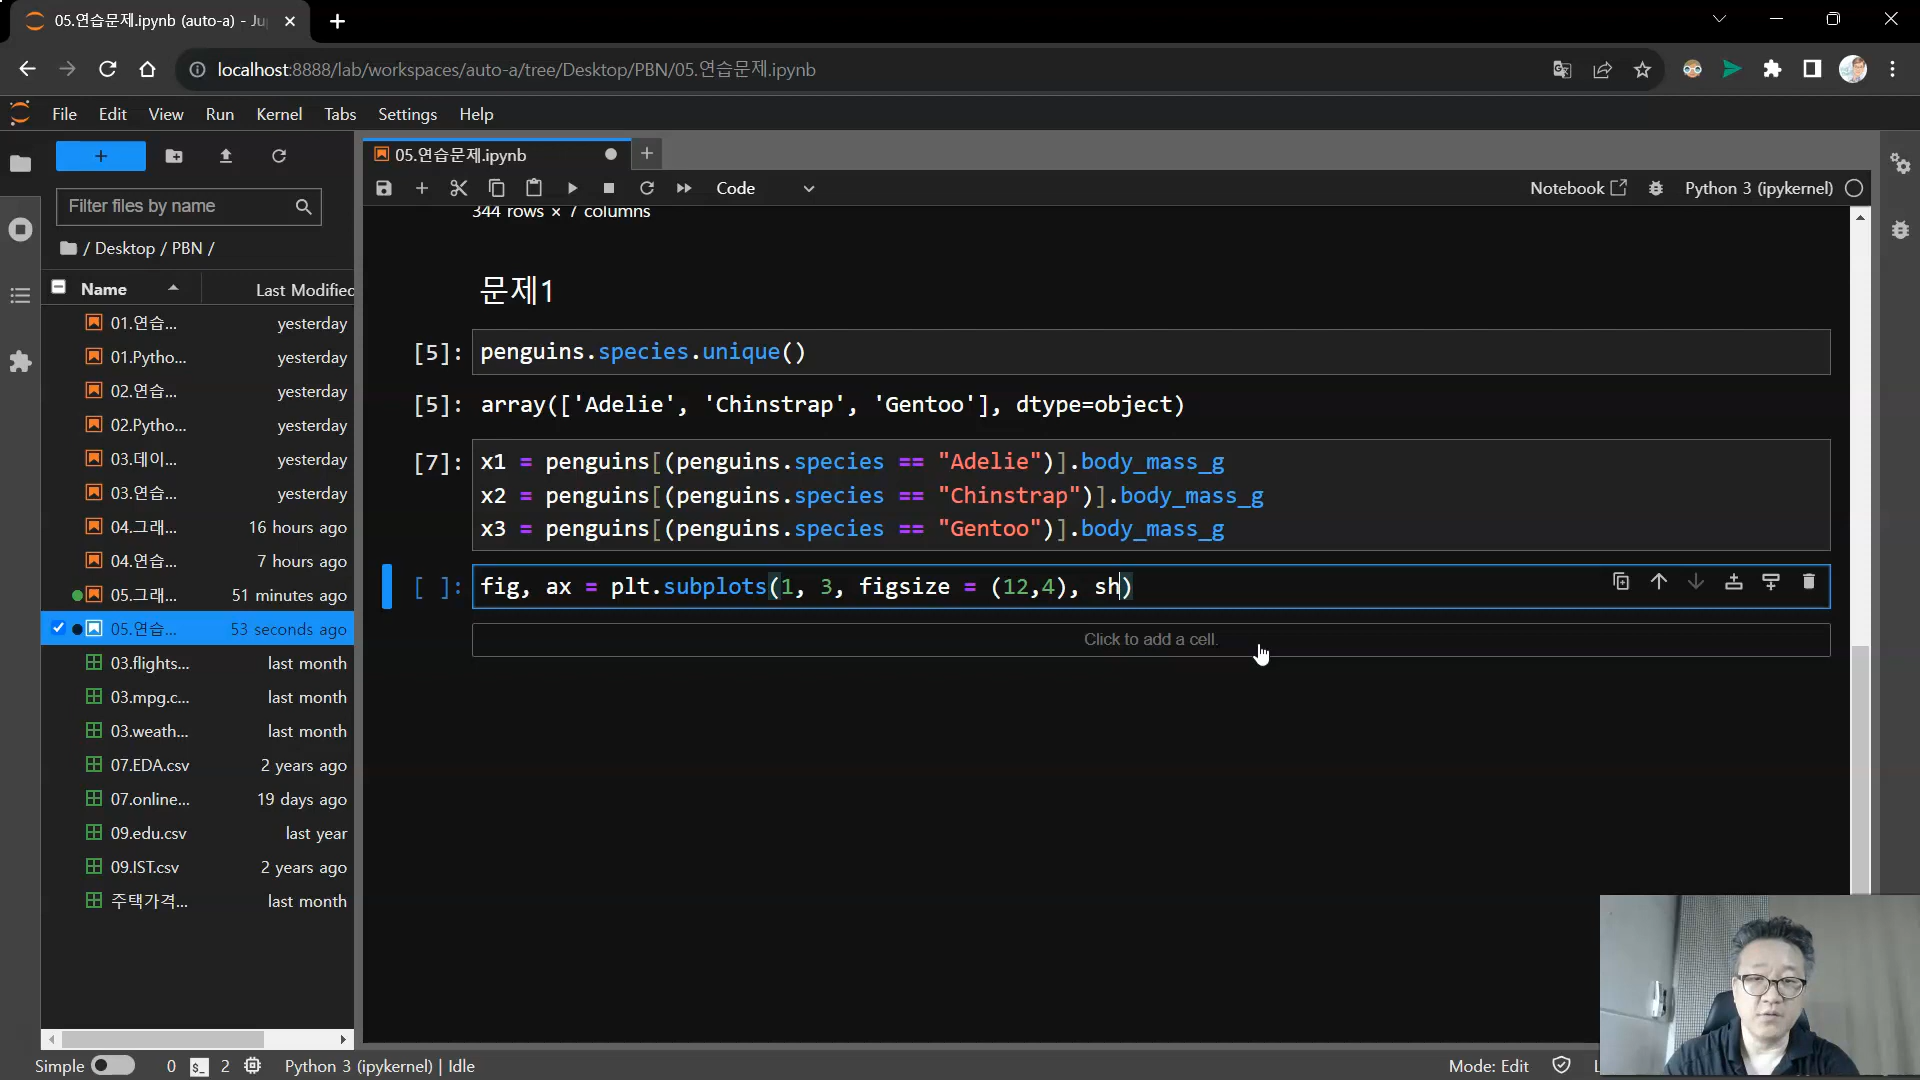 05.연습문제.ipynb (auto-a) - Ju
localhost:8888/lab/workspaces/auto-a/tree/Desktop/PBN/05.연습문제.ipynb
File Edit View Run Kernel Tabs Settings Help
Filter files by name
/ Desktop / PBN /
Name Last Modified
01.연습... yesterday
01.Pytho... yesterday
02.연습... yesterday
02.Pytho... yesterday
03.데이... yesterday
03.연습... yesterday
04.그래... 16 hours ago
04.연습... 7 hours ago
05.그래... 51 minutes ago
05.연습... 53 seconds ago
03.flights... last month
03.mpg.c... last month
03.weath... last month
07.EDA.csv 2 years ago
07.online... 19 days ago
09.edu.csv last year
09.IST.csv 2 years ago
주택가격... last month
05.연습문제.ipynb
Code
Notebook
Python 3 (ipykernel)
344 rows × 7 columns
문제1
[5]: penguins.species.unique()
[5]: array(['Adelie', 'Chinstrap', 'Gentoo'], dtype=object)
[7]: x1 = penguins[(penguins.species == "Adelie")].body_mass_g
x2 = penguins[(penguins.species == "Chinstrap")].body_mass_g
x3 = penguins[(penguins.species == "Gentoo")].body_mass_g
[ ]: fig, ax = plt.subplots(1, 3, figsize = (12,4), sh)
Click to add a cell.
Simple 0 $_ 2 Python 3 (ipykernel) | Idle
Mode: Edit